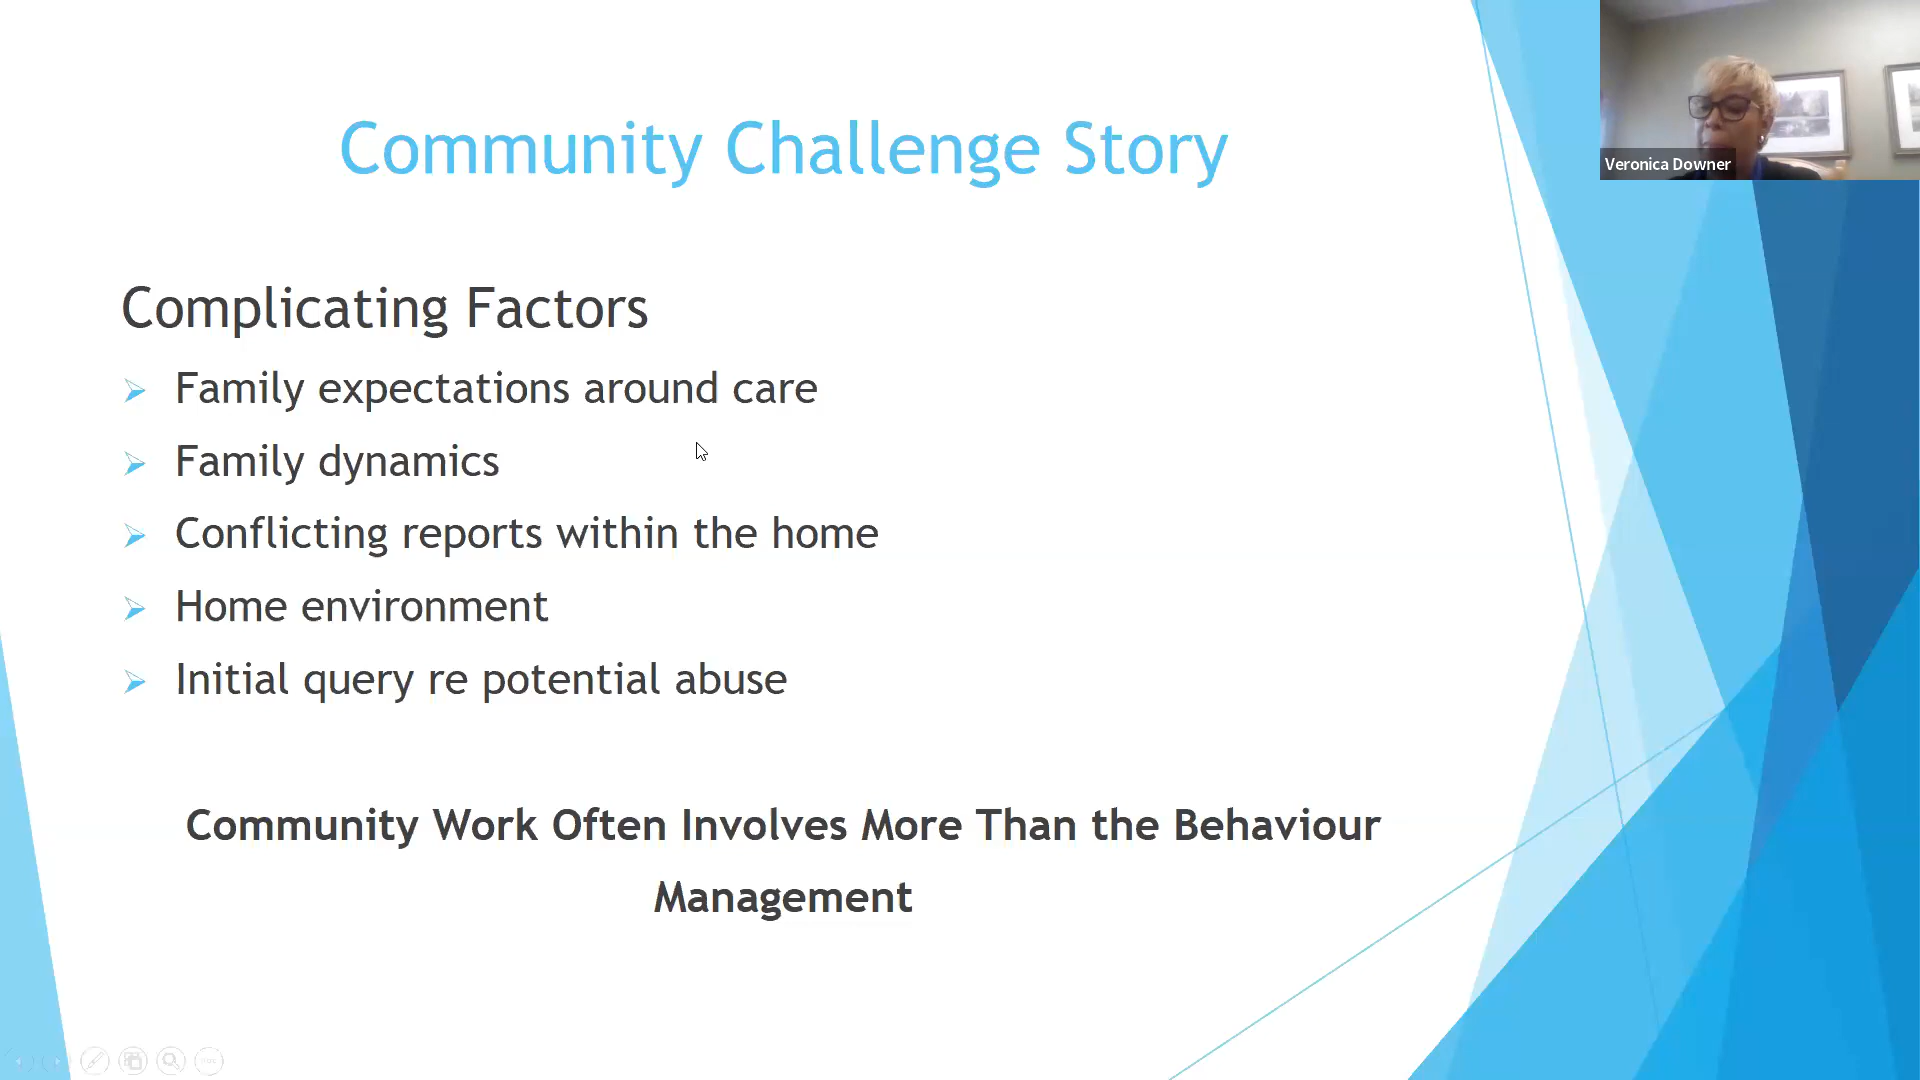 Community Challenge Story
Veronica Downer
Complicating Factors
Family expectations around care
Family dynamics
Conflicting reports within the home
Home environment
Initial query re potential abuse
Community Work Often Involves More Than the Behaviour
Management